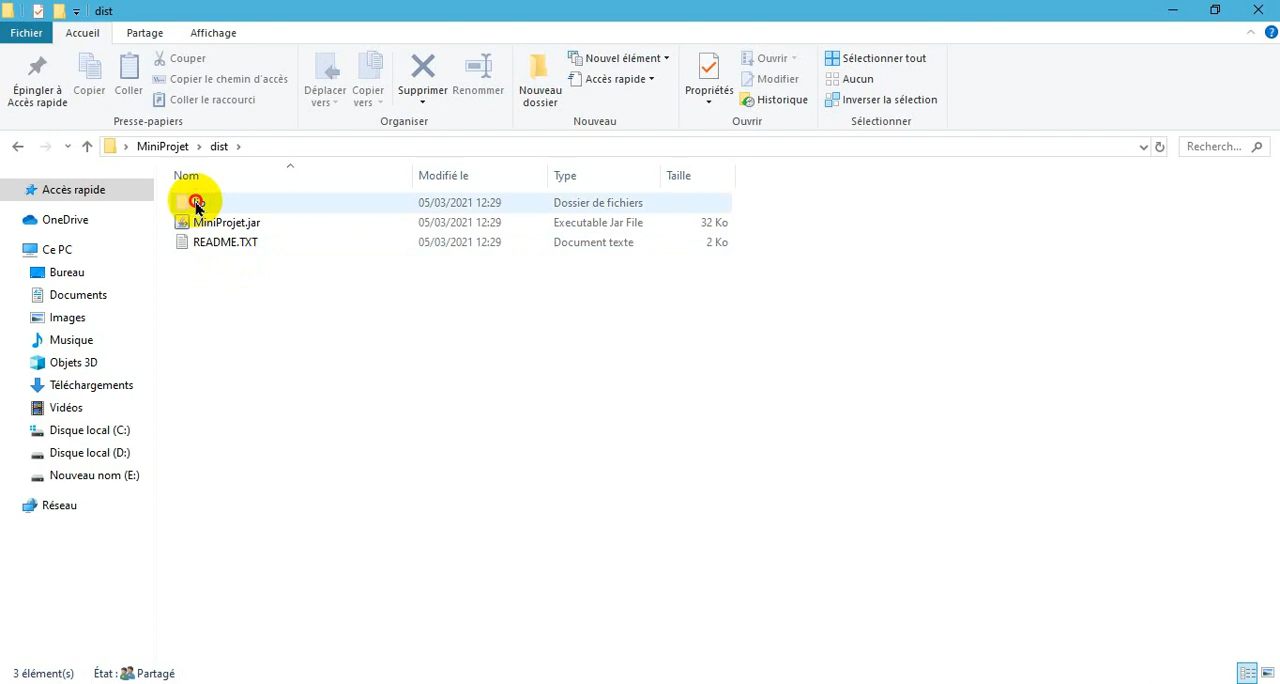 dist
Fichier Accueil Partage Affichage
Épingler à Accès rapide
Copier
Coller
Couper
Copier le chemin d'accès
Coller le raccourci
Presse-papiers
Déplacer vers
Copier vers
Supprimer
Renommer
Organiser
Nouveau dossier
Nouvel élément
Accès rapide
Nouveau
Propriétés
Ouvrir
Modifier
Historique
Ouvrir
Sélectionner tout
Aucun
Inverser la sélection
Sélectionner
MiniProjet > dist >
Recherch...
Nom Modifié le Type Taille
05/03/2021 12:29 Dossier de fichiers
MiniProjet.jar 05/03/2021 12:29 Executable Jar File 32 Ko
README.TXT 05/03/2021 12:29 Document texte 2 Ko
Accès rapide
OneDrive
Ce PC
Bureau
Documents
Images
Musique
Objets 3D
Téléchargements
Vidéos
Disque local (C:)
Disque local (D:)
Nouveau nom (E:)
Réseau
3 élément(s) État : Partagé